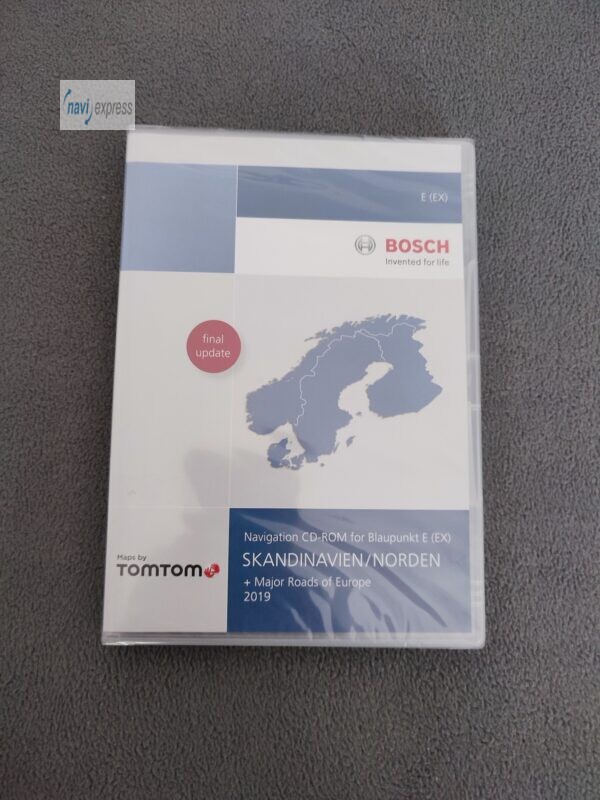 navi express
E (EX)
BOSCH
Invented for life
final
update
Navigation CD-ROM for Blaupunkt E (EX)
SKANDINAVIEN/NORDEN
+ Major Roads of Europe
2019
Maps by
TOMTOM